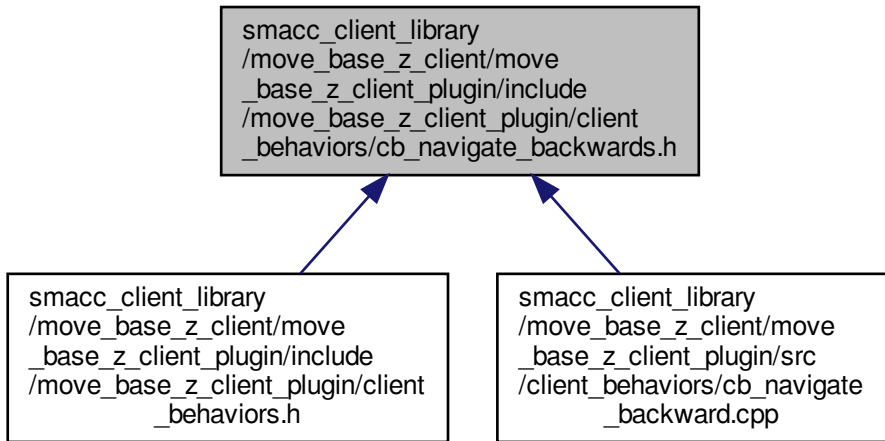 smacc_client_library
/move_base_z_client/move
_base_z_client_plugin/include
/move_base_z_client_plugin/client
_behaviors/cb_navigate_backwards.h
smacc_client_library
/move_base_z_client/move
_base_z_client_plugin/include
/move_base_z_client_plugin/client
_behaviors.h
smacc_client_library
/move_base_z_client/move
_base_z_client_plugin/src
/client_behaviors/cb_navigate
_backward.cpp